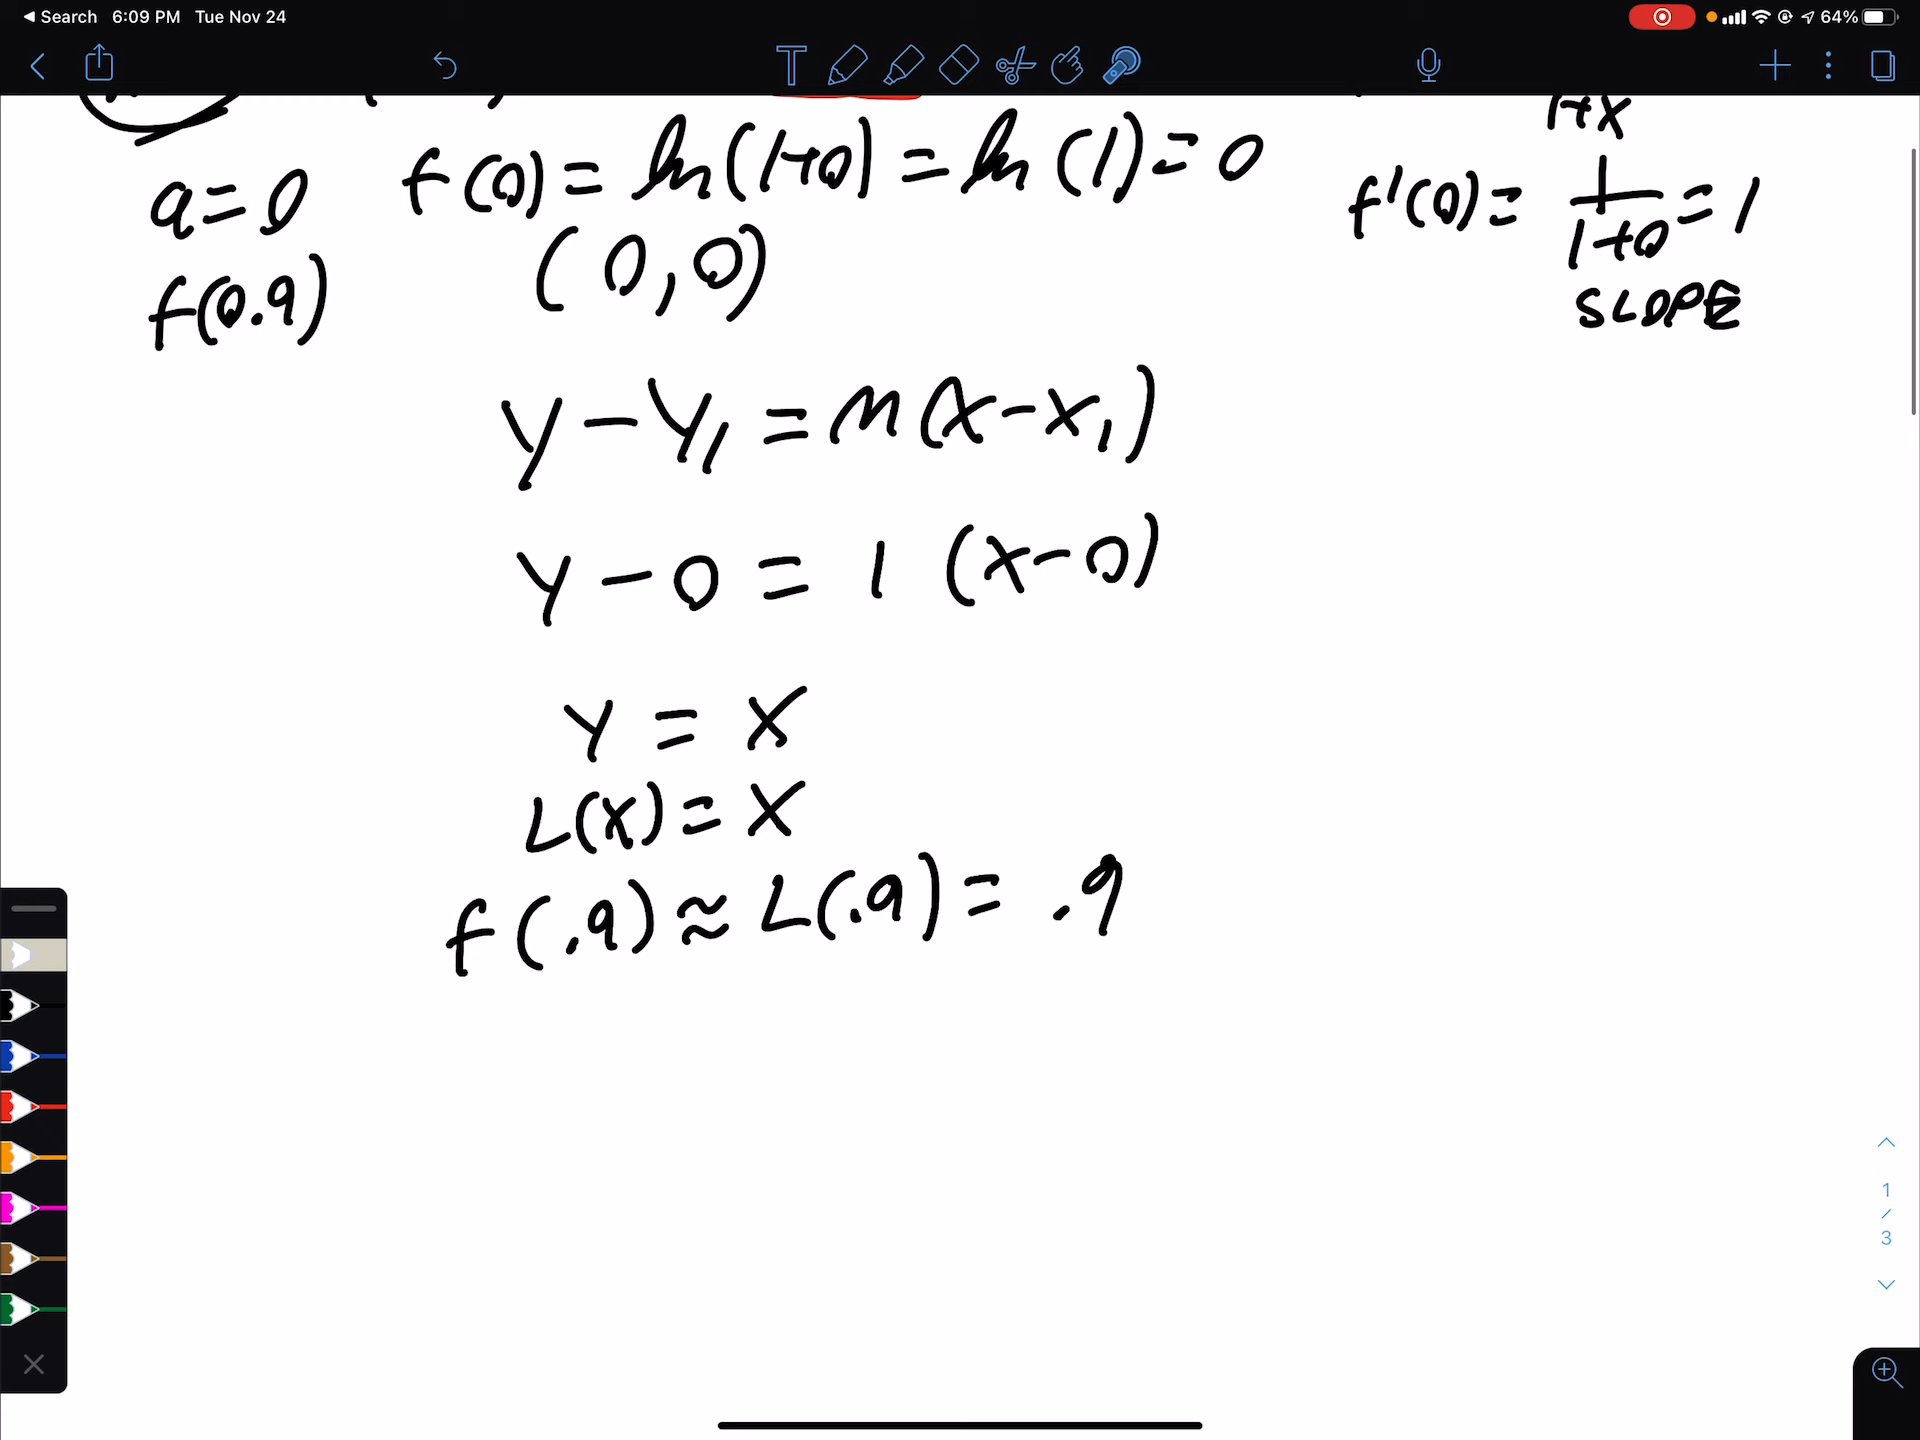 Search 6:09 PM Tue Nov 24 64%
1+x
a=0 f(0)= ln(1+0)=ln(1)=0 f'(0)= 1/(1+0) =1
f(0.9) (0,0) SLOPE
y-y₁=m(x-x₁)
y-0=1(x-0)
y=x
L(x)=x
f(.9)≈L(.9)=.9
1
/
3